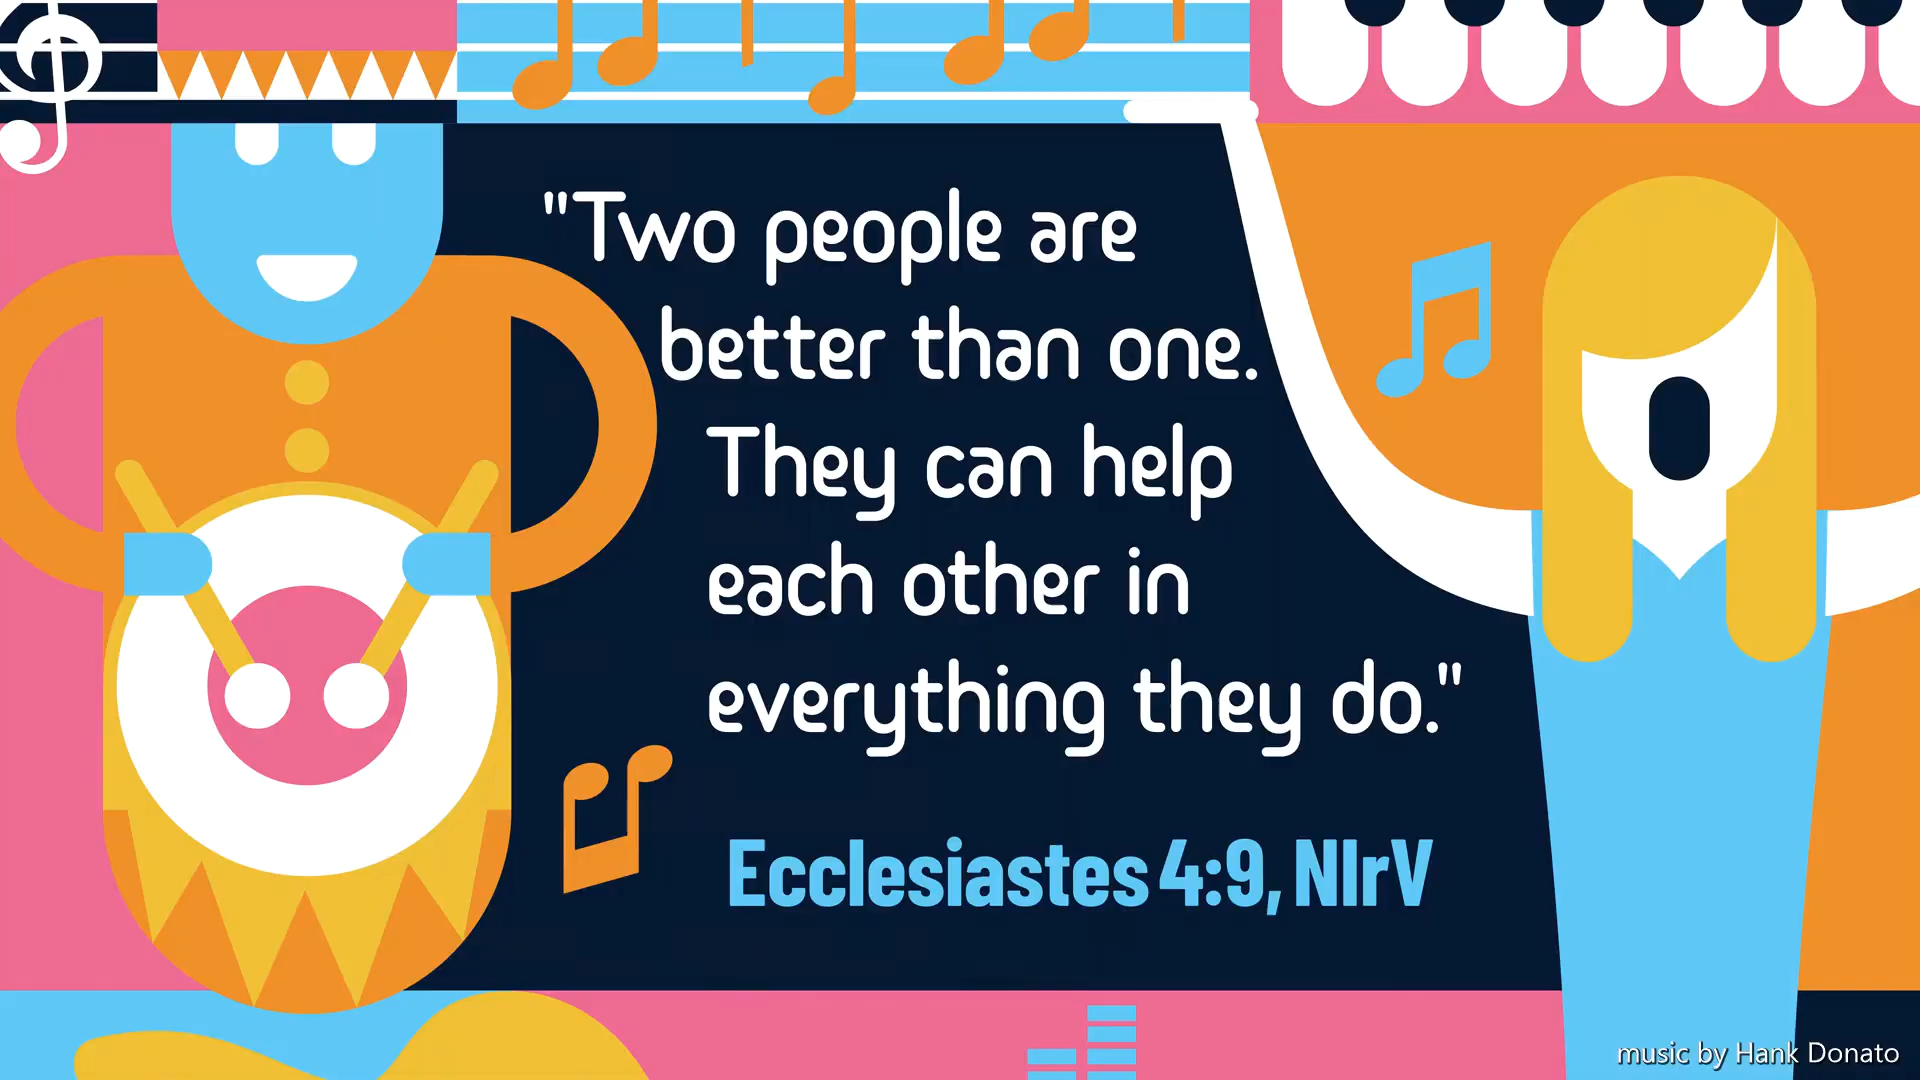 "Two people are
better than one.
They can help
each other in
everything they do."
Ecclesiastes 4:9, NIrV
music by Hank Donato